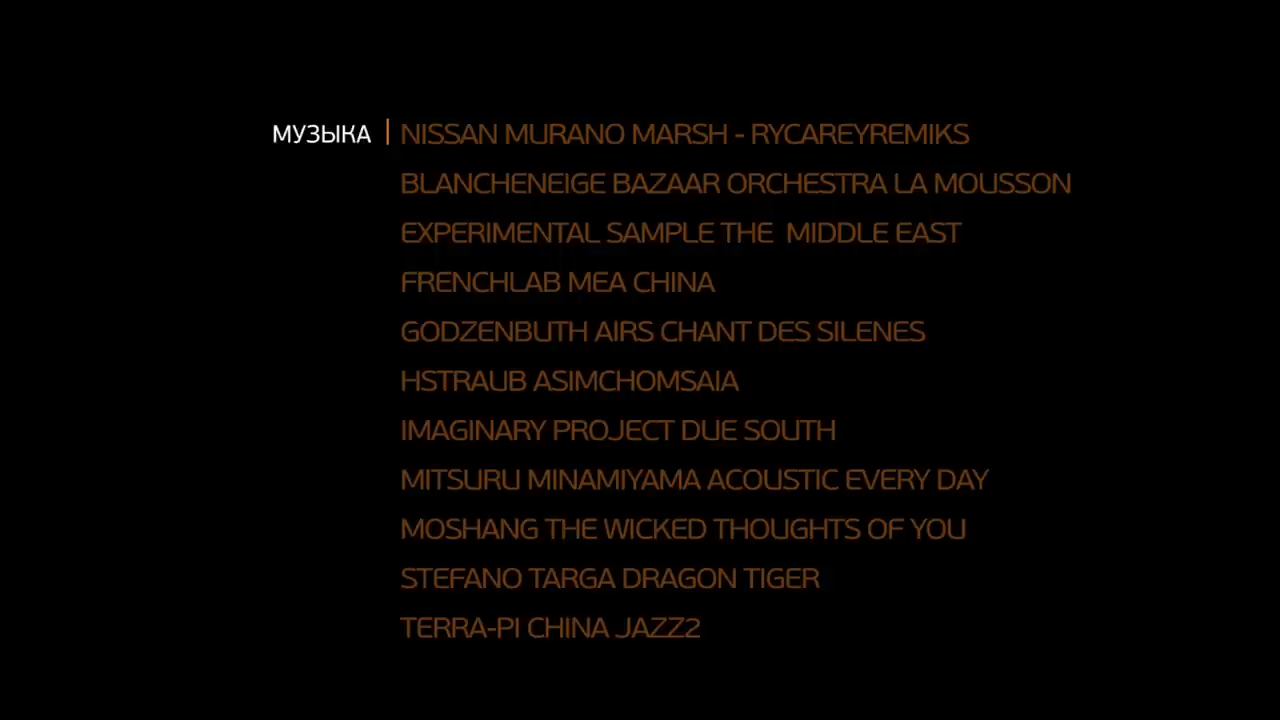 МУЗЫКА | NISSAN MURANO MARSH - RYCAREYREMIKS
BLANCHENEIGE BAZAAR ORCHESTRA LA MOUSSON
EXPERIMENTAL SAMPLE THE  MIDDLE EAST
FRENCHLAB MEA CHINA
GODZENBUTH AIRS CHANT DES SILENES
HSTRAUB ASIMCHOMSAIA
IMAGINARY PROJECT DUE SOUTH
MITSURU MINAMIYAMA ACOUSTIC EVERY DAY
MOSHANG THE WICKED THOUGHTS OF YOU
STEFANO TARGA DRAGON TIGER
TERRA-PI CHINA JAZZ2